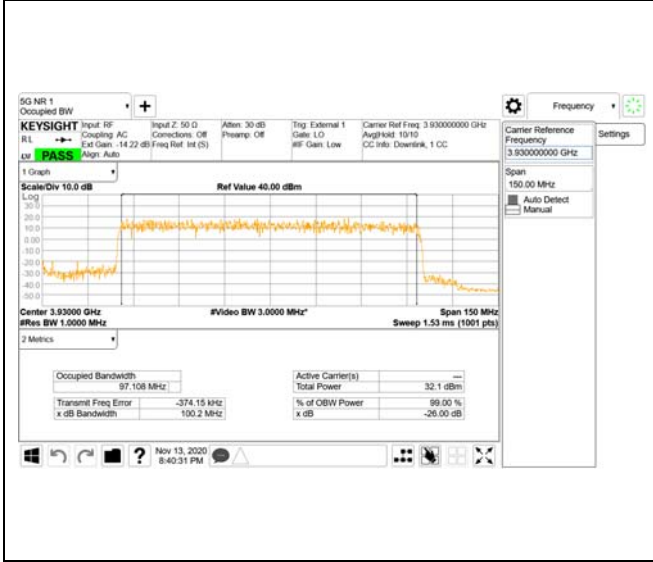 5G NR 1
Occupied BW
+
Frequency
KEYSIGHT
R L
LW PASS
Input: RF
Coupling: AC
Ext Gain: -14.22 dB
Align: Auto
Input Z: 50 Ω
Corrections: Off
Freq Ref: Int (S)
Atten: 30 dB
Preamp: Off
Trig: External 1
Gate: LO
#IF Gain: Low
Carrier Ref Freq: 3.930000000 GHz
Avg|Hold: 10/10
CC Info: Downlink, 1 CC
Carrier Reference
Frequency
3.930000000 GHz
Settings
Span
150.00 MHz
Auto Detect
Manual
1 Graph
Scale/Div 10.0 dB
Ref Value 40.00 dBm
Log
30.0
20.0
10.0
0.00
-10.0
-20.0
-30.0
-40.0
-50.0
Center 3.93000 GHz
#Video BW 3.0000 MHz*
Span 150 MHz
#Res BW 1.0000 MHz
Sweep 1.53 ms (1001 pts)
2 Metrics
Occupied Bandwidth
97.108 MHz
Transmit Freq Error -374.15 kHz
x dB Bandwidth 100.2 MHz
Active Carrier(s) ---
Total Power 32.1 dBm
% of OBW Power 99.00 %
x dB -26.00 dB
?
Nov 13, 2020
8:40:31 PM